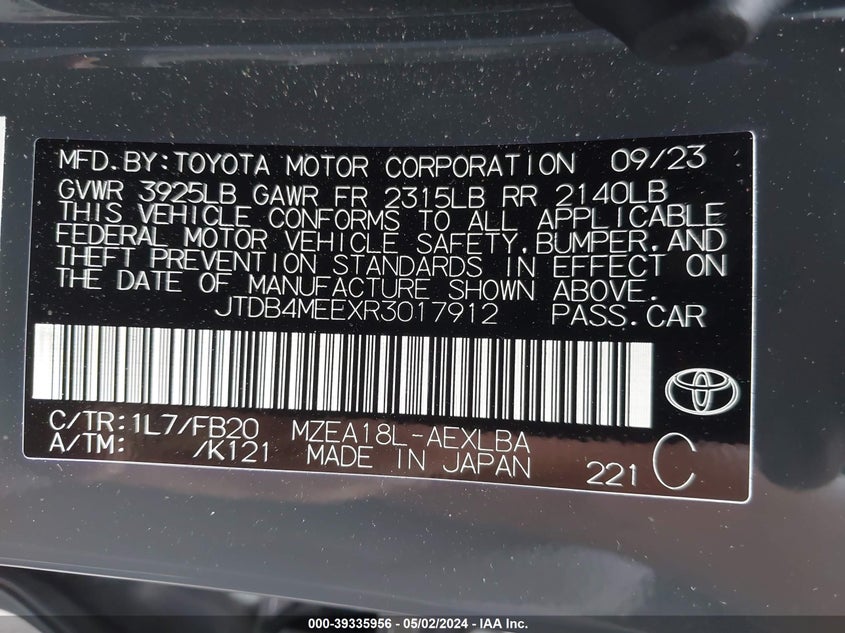 MFD.BY:TOYOTA MOTOR CORPORATION 09/23
GVWR 3925LB GAWR FR 2315LB RR 2140LB
THIS VEHICLE CONFORMS TO ALL APPLICABLE
FEDERAL MOTOR VEHICLE SAFETY,BUMPER,AND
THEFT PREVENTION STANDARDS IN EFFECT ON
THE DATE OF MANUFACTURE SHOWN ABOVE.
JTDB4MEEXR3017912 PASS.CAR
C/TR:1L7/FB20 MZEA18L-AEXLBA
A/TM: /K121 MADE IN JAPAN 221 C
000-39335956 - 05/02/2024 - IAA Inc.